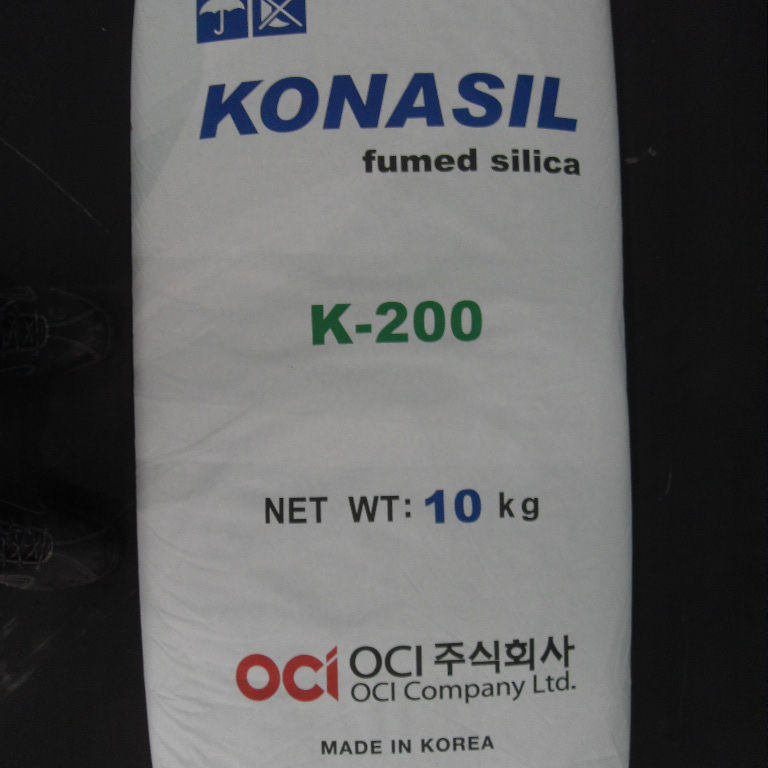 KONASIL
fumed silica
K-200
NET WT: 10 kg
oci OCI 주식회사
OCI Company Ltd.
MADE IN KOREA